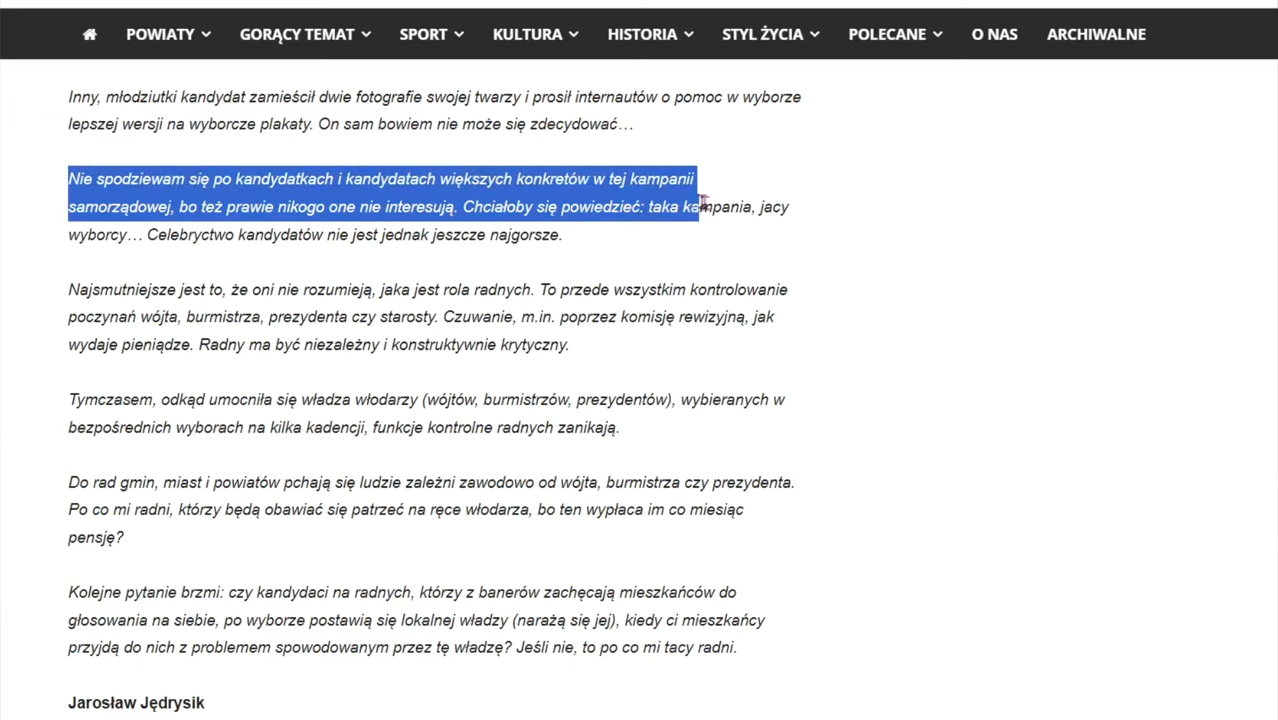 POWIATY GORĄCY TEMAT SPORT KULTURA HISTORIA STYL ŻYCIA POLECANE O NAS ARCHIWALNE
Inny, młodziutki kandydat zamieścił dwie fotografie swojej twarzy i prosił internautów o pomoc w wyborze
lepszej wersji na wyborcze plakaty. On sam bowiem nie może się zdecydować…
Nie spodziewam się po kandydatkach i kandydatach większych konkretów w tej kampanii
samorządowej, bo też prawie nikogo one nie interesują. Chciałoby się powiedzieć: taka kampania, jacy
wyborcy… Celebryctwo kandydatów nie jest jednak jeszcze najgorsze.
Najsmutniejsze jest to, że oni nie rozumieją, jaka jest rola radnych. To przede wszystkim kontrolowanie
poczynań wójta, burmistrza, prezydenta czy starosty. Czuwanie, m.in. poprzez komisję rewizyjną, jak
wydaje pieniądze. Radny ma być niezależny i konstruktywnie krytyczny.
Tymczasem, odkąd umocniła się władza włodarzy (wójtów, burmistrzów, prezydentów), wybieranych w
bezpośrednich wyborach na kilka kadencji, funkcje kontrolne radnych zanikają.
Do rad gmin, miast i powiatów pchają się ludzie zależni zawodowo od wójta, burmistrza czy prezydenta.
Po co mi radni, którzy będą obawiać się patrzeć na ręce włodarza, bo ten wypłaca im co miesiąc
pensję?
Kolejne pytanie brzmi: czy kandydaci na radnych, którzy z banerów zachęcają mieszkańców do
głosowania na siebie, po wyborze postawią się lokalnej władzy (narażą się jej), kiedy ci mieszkańcy
przyjdą do nich z problemem spowodowanym przez tę władzę? Jeśli nie, to po co mi tacy radni.
Jarosław Jędrysik